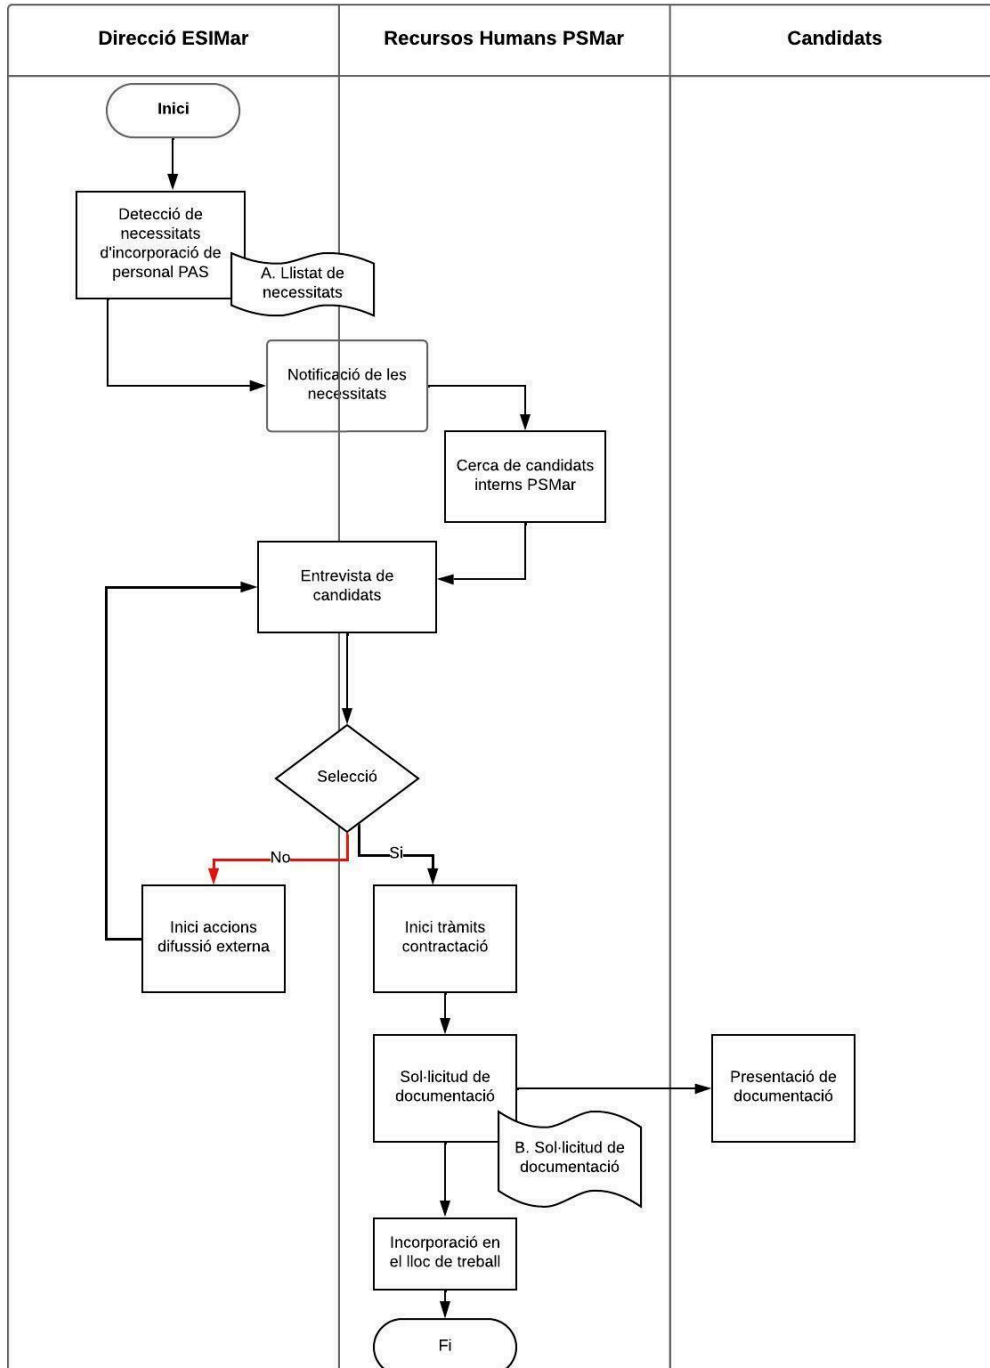 Direcció ESIMar
Recursos Humans PSMar
Candidats
Inici
Detecció de
necessitats
d'incorporació de
personal PAS
A. Llistat de
necessitats
Notificació de les
necessitats
Cerca de candidats
interns PSMar
Entrevista de
candidats
Selecció
No
Si
Inici accions
difussió externa
Inici tràmits
contractació
Sol·licitud de
documentació
Presentació de
documentació
B. Sol·licitud de
documentació
Incorporació en
el lloc de treball
Fi